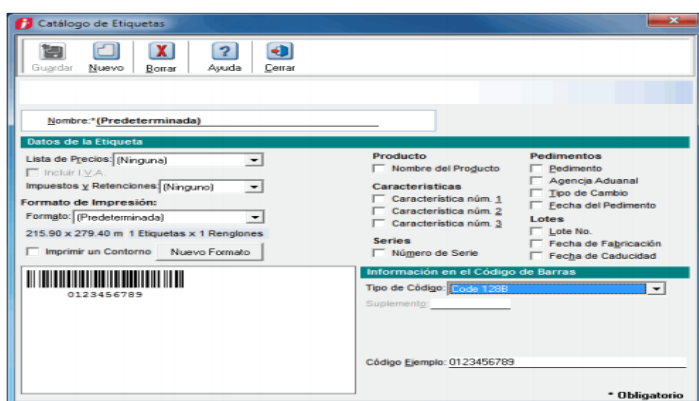 Catálogo de Etiquetas
Guardar Nuevo Borrar Ayuda Cerrar
Nombre:*(Predeterminada)
Datos de la Etiqueta
Lista de Precios: (Ninguna)
Incluir I.V.A.
Impuestos y Retenciones: (Ninguno)
Formato de Impresión:
Formato: (Predeterminada)
215.90 x 279.40 m 1 Etiquetas x 1 Renglones
Imprimir un Contorno Nuevo Formato
0123456789
Producto
Nombre del Producto
Características
Característica núm. 1
Característica núm. 2
Característica núm. 3
Series
Número de Serie
Pedimentos
Pedimento
Agencia Aduanal
Tipo de Cambio
Fecha del Pedimento
Lotes
Lote No.
Fecha de Fabricación
Fecha de Caducidad
Información en el Código de Barras
Tipo de Código: Code 128B
Suplemento:
Código Ejemplo: 0123456789
* Obligatorio